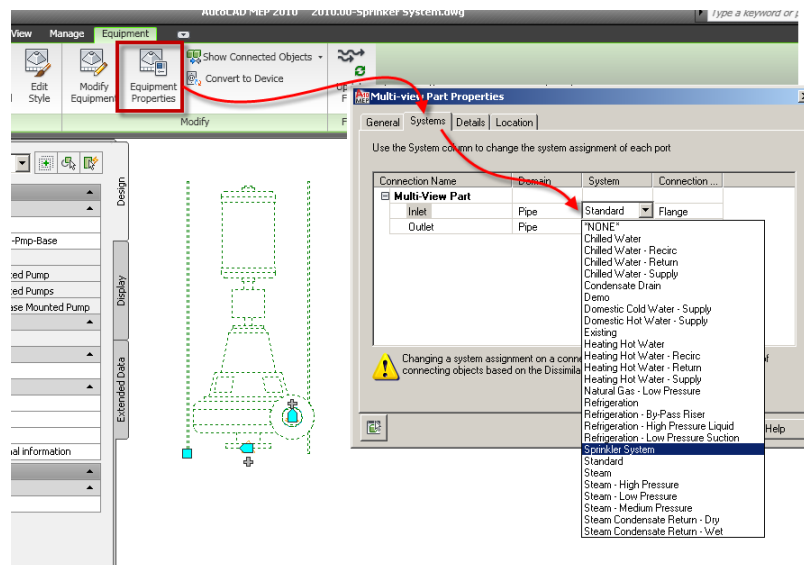 AutoCAD MEP 2010 2010.00-Sprinker System.dwg
Type a keyword or p
View Manage Equipment
Edit Style
Modify Equipment
Equipment Properties
Show Connected Objects
Convert to Device
Modify
F
Multi-view Part Properties
General Systems Details Location
Use the System column to change the system assignment of each port
Connection Name Domain System Connection ...
Multi-View Part
Inlet Pipe Standard Flange
Outlet Pipe
*NONE*
Chilled Water
Chilled Water - Recirc
Chilled Water - Return
Chilled Water - Supply
Condensate Drain
Demo
Domestic Cold Water - Supply
Domestic Hot Water - Supply
Existing
Heating Hot Water
Heating Hot Water - Recirc
Heating Hot Water - Return
Heating Hot Water - Supply
Natural Gas - Low Pressure
Refrigeration
Refrigeration - By-Pass Riser
Refrigeration - High Pressure Liquid
Refrigeration - Low Pressure Suction
Sprinkler System
Standard
Steam
Steam - High Pressure
Steam - Low Pressure
Steam - Medium Pressure
Steam Condensate Return - Dry
Steam Condensate Return - Wet
Changing a system assignment on a conne of
connecting objects based on the Dissimila
Help
Design
Display
Extended Data
-Pmp-Base
ted Pump
ted Pumps
ase Mounted Pump
nal information